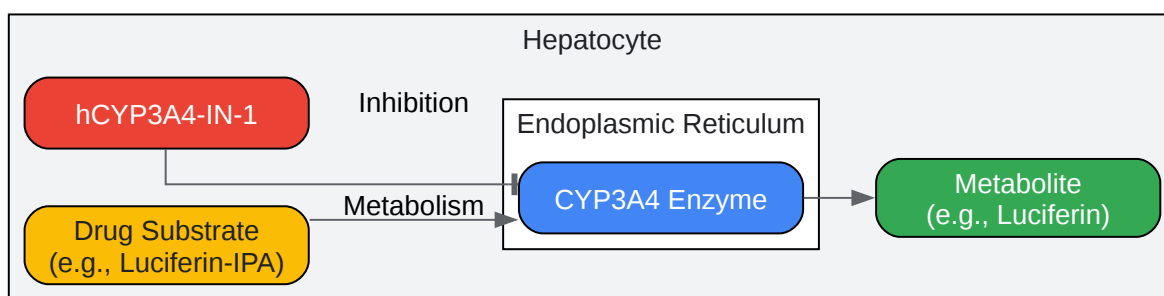 Hepatocyte
hCYP3A4-IN-1
Inhibition
Endoplasmic Reticulum
CYP3A4 Enzyme
Metabolism
Drug Substrate
(e.g., Luciferin-IPA)
Metabolite
(e.g., Luciferin)